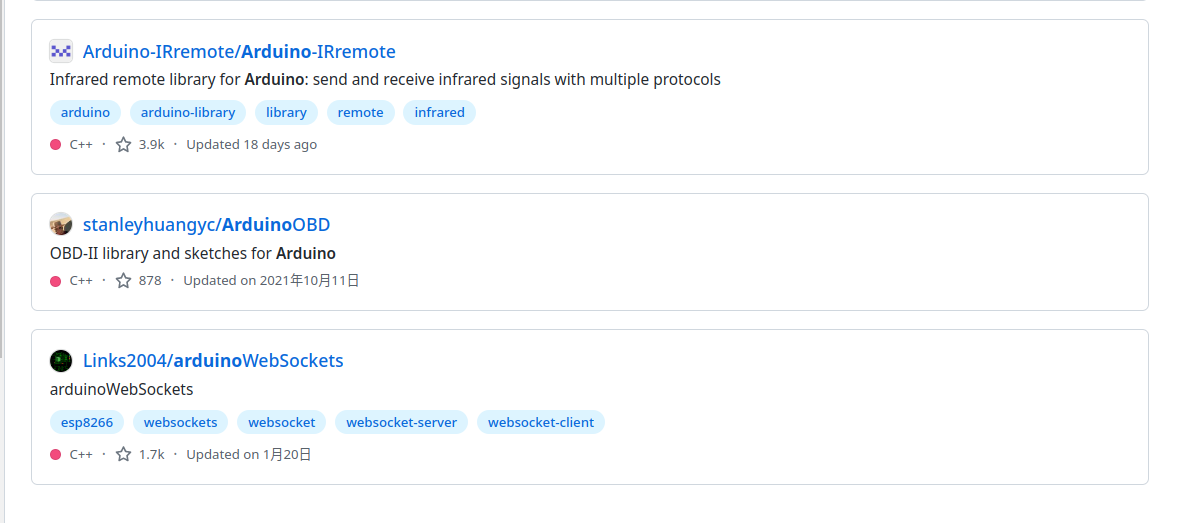 Arduino-IRremote/Arduino-IRremote
Infrared remote library for Arduino: send and receive infrared signals with multiple protocols
arduino arduino-library library remote infrared
C++ · 3.9k · Updated 18 days ago
stanleyhuangyc/ArduinoOBD
OBD-II library and sketches for Arduino
C++ · 878 · Updated on 2021年10月11日
Links2004/arduinoWebSockets
arduinoWebSockets
esp8266 websockets websocket websocket-server websocket-client
C++ · 1.7k · Updated on 1月20日